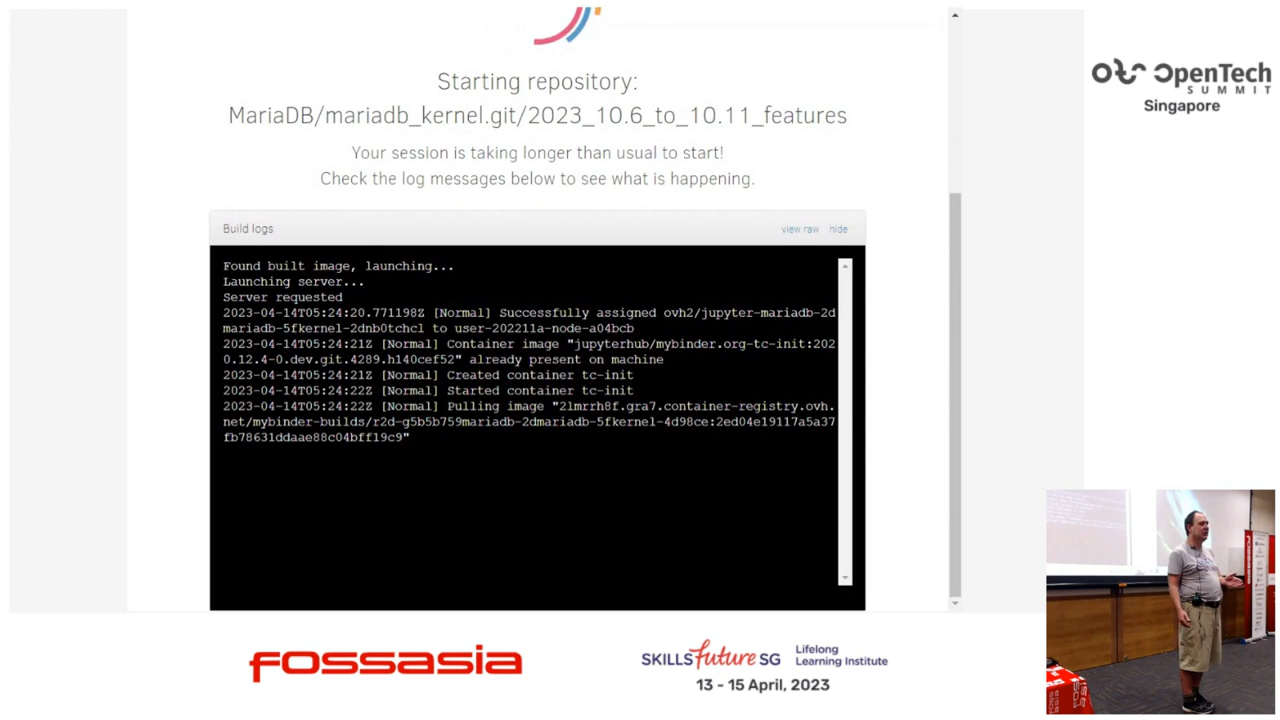 Starting repository:
MariaDB/mariadb_kernel.git/2023_10.6_to_10.11_features
Your session is taking longer than usual to start!
Check the log messages below to see what is happening.
Build logs
view raw hide
Found built image, launching...
Launching server...
Server requested
2023-04-14T05:24:20.771198Z [Normal] Successfully assigned ovh2/jupyter-mariadb-2d
mariadb-5fkernel-2dnb0tchcl to user-202211a-node-a04bcb
2023-04-14T05:24:21Z [Normal] Container image "jupyterhub/mybinder.org-tc-init:202
0.12.4-0.dev.git.4289.h140cef52" already present on machine
2023-04-14T05:24:21Z [Normal] Created container tc-init
2023-04-14T05:24:22Z [Normal] Started container tc-init
2023-04-14T05:24:22Z [Normal] Pulling image "2lmrrh8f.gra7.container-registry.ovh.
net/mybinder-builds/r2d-g5b5b759mariadb-2dmariadb-5fkernel-4d98ce:2ed04e19117a5a37
fb78631ddaae88c04bff19c9"
OpenTech
SUMMIT
Singapore
FOSSASIA
fossasia
SKILLSfuture SG
Lifelong
Learning Institute
13 - 15 April, 2023